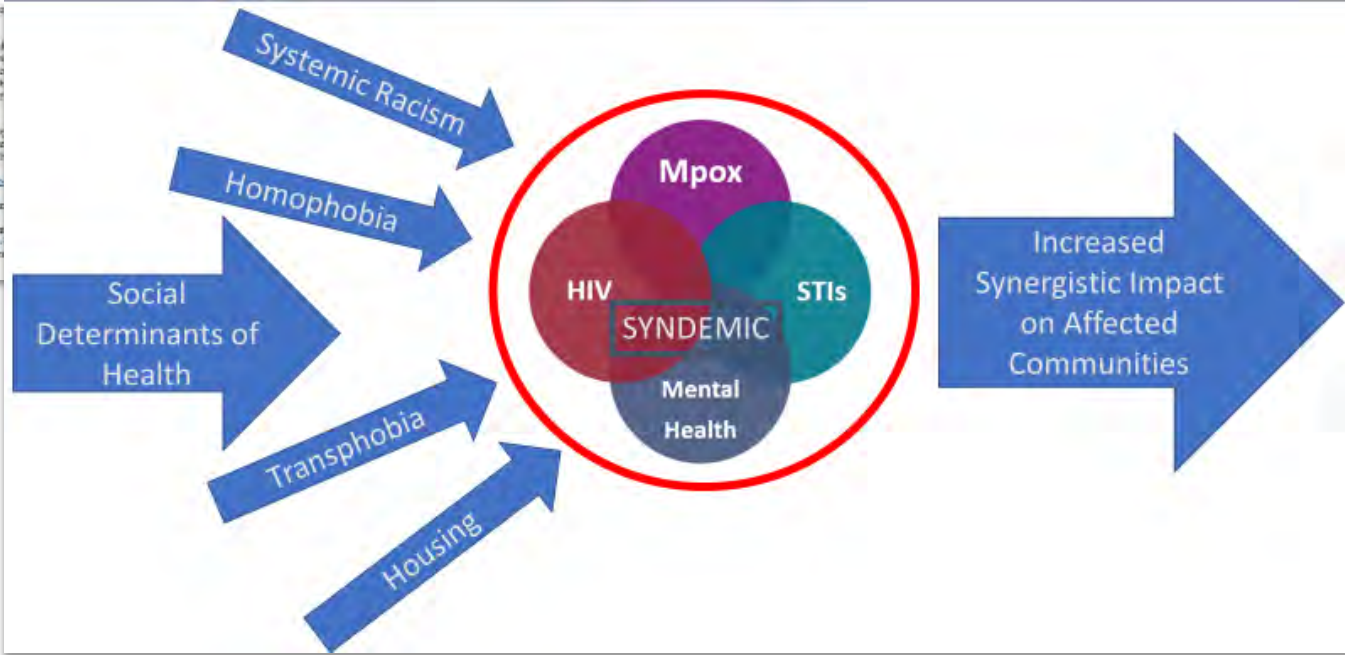 Systemic Racism
Homophobia
Social
Determinants of
Health
Transphobia
Housing
Mpox
HIV
STIs
SYNDEMIC
Mental
Health
Increased
Synergistic Impact
on Affected
Communities